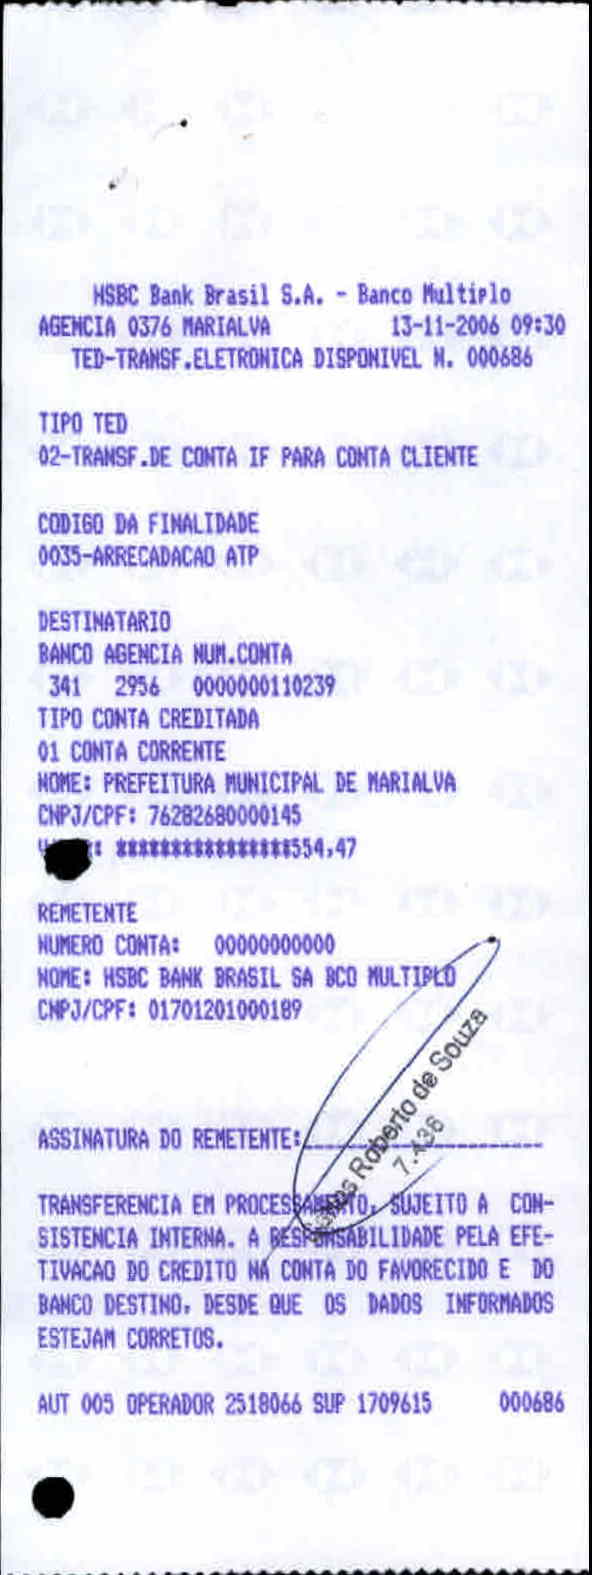 HSBC Bank Brasil S.A. - Banco Multiplo
AGENCIA 0376 MARIALVA 13-11-2006 09:30
TED-TRANSF.ELETRONICA DISPONIVEL N. 000686
TIPO TED
02-TRANSF.DE CONTA IF PARA CONTA CLIENTE
CODIGO DA FINALIDADE
0035-ARRECADACAO ATP
DESTINATARIO
BANCO AGENCIA NUM.CONTA
341 2956 0000000110239
TIPO CONTA CREDITADA
01 CONTA CORRENTE
NOME: PREFEITURA MUNICIPAL DE MARIALVA
CNPJ/CPF: 76282680000145
*****************554,47
REMETENTE
NUMERO CONTA: 00000000000
NOME: HSBC BANK BRASIL SA BCO MULTIPLO
CNPJ/CPF: 01701201000189
ASSINATURA DO REMETENTE:
Roberto de Souza
7.438
TRANSFERENCIA EM PROCESSAMENTO, SUJEITO A CON-
SISTENCIA INTERNA. A RESPONSABILIDADE PELA EFE-
TIVACAO DO CREDITO NA CONTA DO FAVORECIDO E DO
BANCO DESTINO, DESDE QUE OS DADOS INFORMADOS
ESTEJAM CORRETOS.
AUT 005 OPERADOR 2518066 SUP 1709615 000686